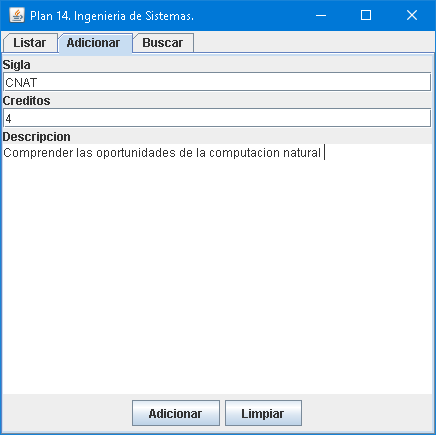 Plan 14. Ingenieria de Sistemas.
Listar Adicionar Buscar
Sigla
CNAT
Creditos
4
Descripcion
Comprender las oportunidades de la computacion natural
Adicionar Limpiar